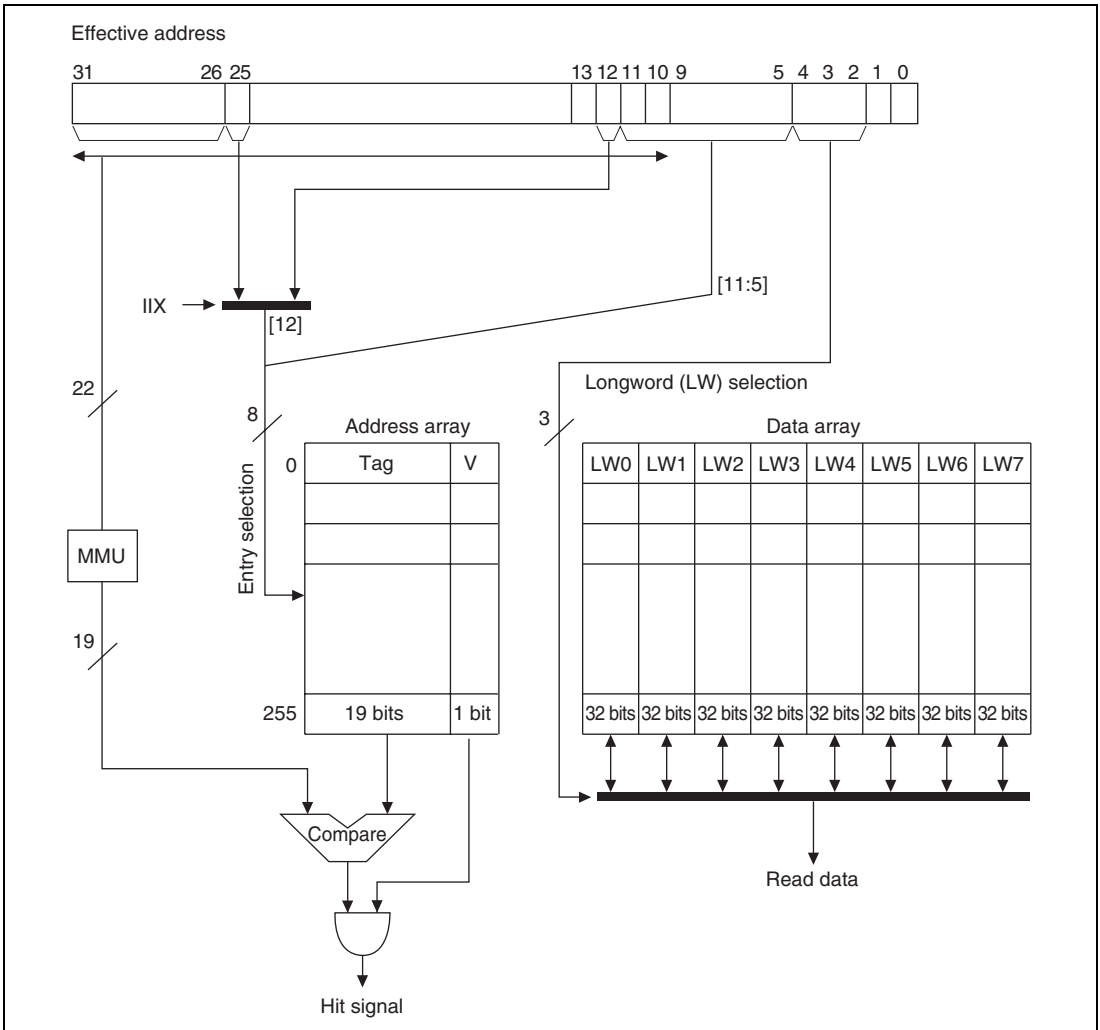 Effective address
31 26 25 13 12 11 10 9 5 4 3 2 1 0
[11:5]
IIX
[12]
22
Longword (LW) selection
8
3
Address array
Data array
Entry selection
0 Tag V
LW0 LW1 LW2 LW3 LW4 LW5 LW6 LW7
MMU
19
255 19 bits 1 bit
32 bits 32 bits 32 bits 32 bits 32 bits 32 bits 32 bits 32 bits
Compare
Read data
Hit signal